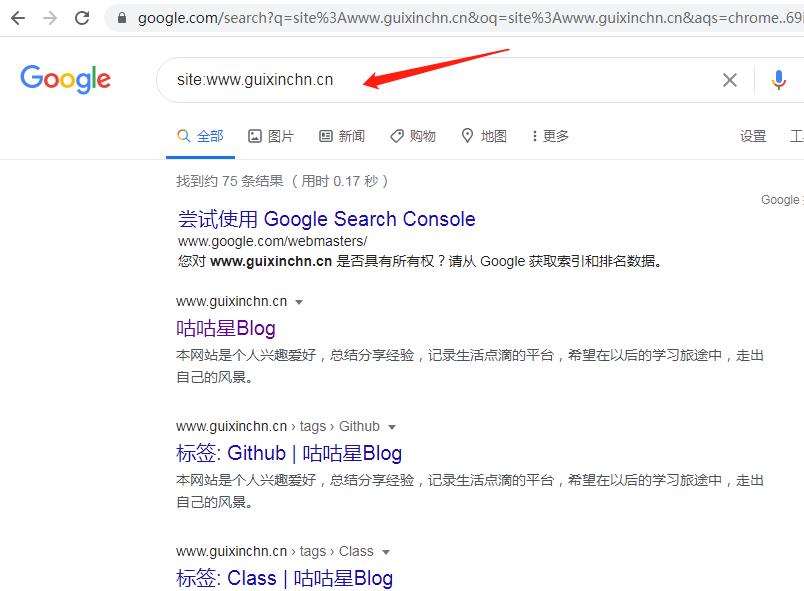 google.com/search?q=site%3Awww.guixinchn.cn&oq=site%3Awww.guixinchn.cn&aqs=chrome..69i
Google
site:www.guixinchn.cn
全部 图片 新闻 购物 地图 更多 设置
找到约 75 条结果 （用时 0.17 秒）
Google
尝试使用 Google Search Console
www.google.com/webmasters/
您对 www.guixinchn.cn 是否具有所有权？请从 Google 获取索引和排名数据。
www.guixinchn.cn
咕咕星Blog
本网站是个人兴趣爱好，总结分享经验，记录生活点滴的平台，希望在以后的学习旅途中，走出
自己的风景。
www.guixinchn.cn › tags › Github
标签: Github | 咕咕星Blog
本网站是个人兴趣爱好，总结分享经验，记录生活点滴的平台，希望在以后的学习旅途中，走出
自己的风景。
www.guixinchn.cn › tags › Class
标签: Class | 咕咕星Blog